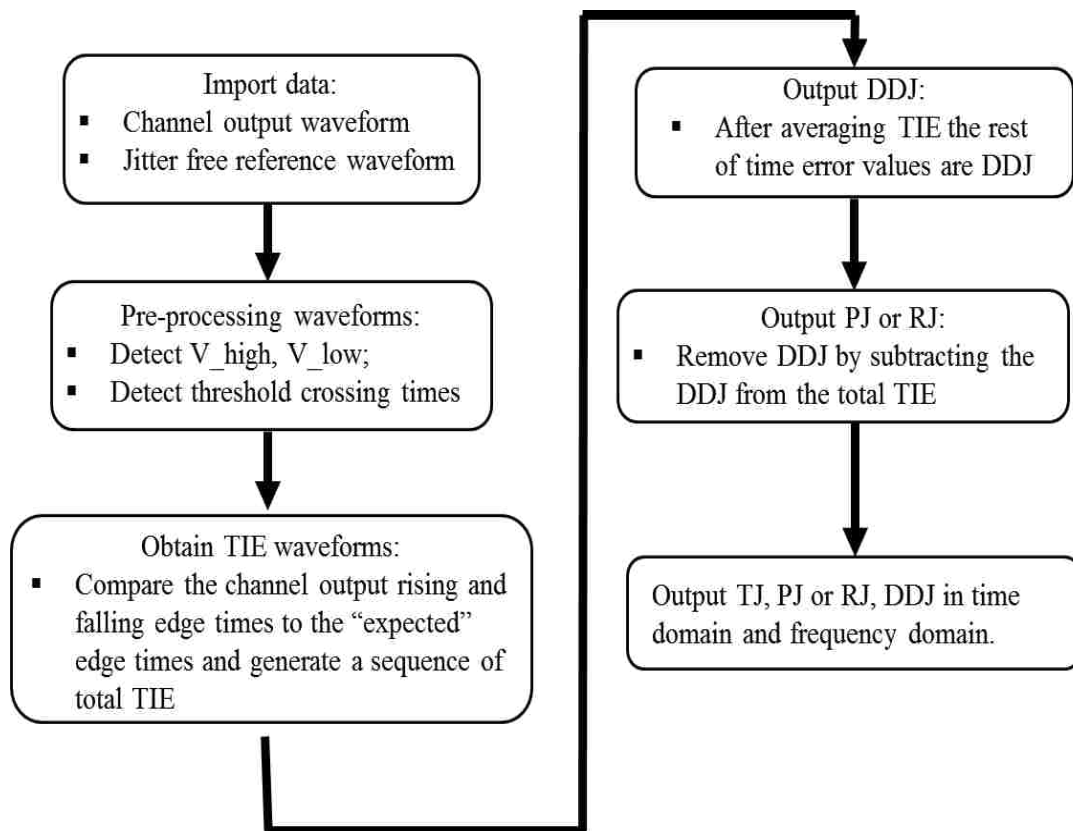 Import data:
▪ Channel output waveform
▪ Jitter free reference waveform
Pre-processing waveforms:
▪ Detect V_high, V_low;
▪ Detect threshold crossing times
Obtain TIE waveforms:
▪ Compare the channel output rising and
falling edge times to the “expected”
edge times and generate a sequence of
total TIE
Output DDJ:
▪ After averaging TIE the rest
of time error values are DDJ
Output PJ or RJ:
▪ Remove DDJ by subtracting the
DDJ from the total TIE
Output TJ, PJ or RJ, DDJ in time
domain and frequency domain.